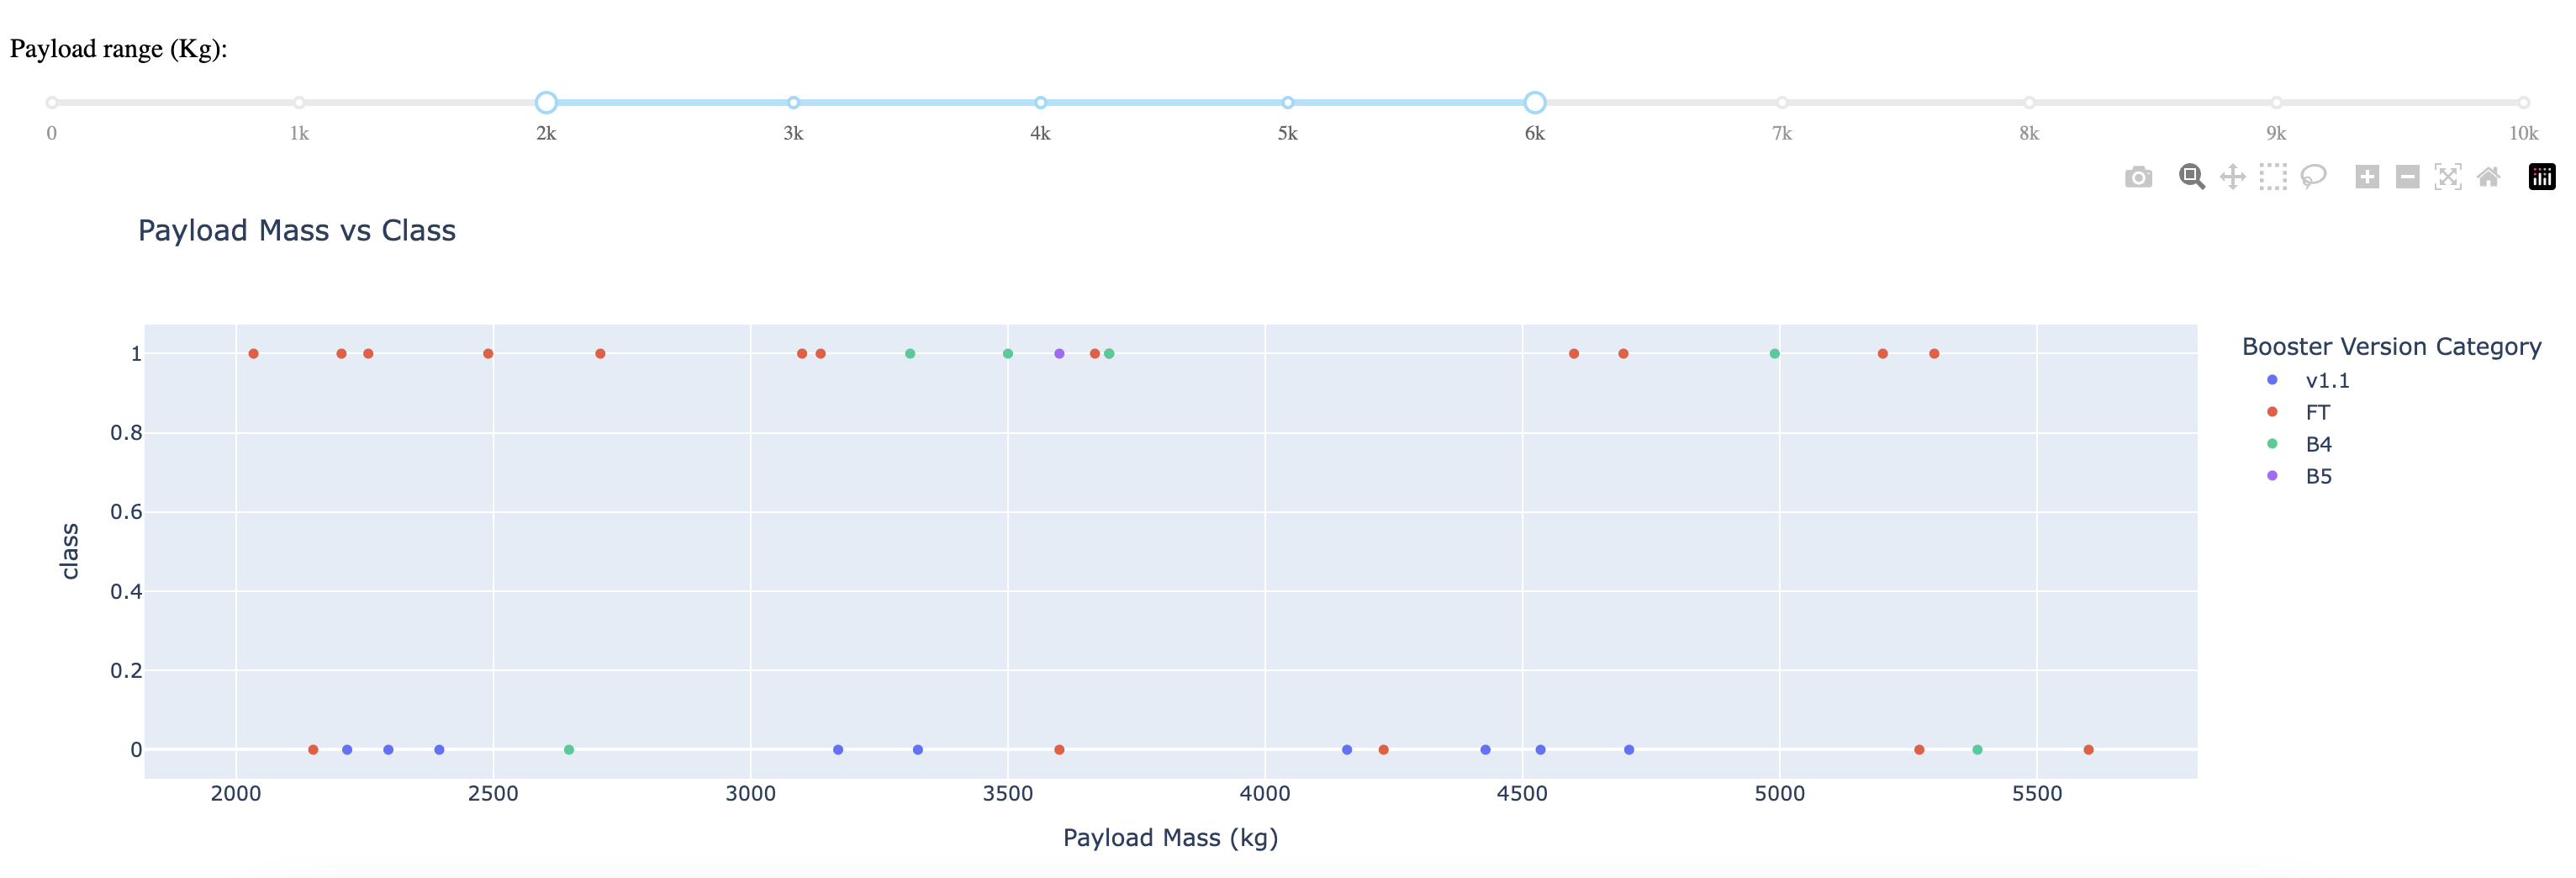 Payload range (Kg):
0 1k 2k 3k 4k 5k 6k 7k 8k 9k 10k
Payload Mass vs Class
Booster Version Category
v1.1
FT
B4
B5
1
0.8
0.6
0.4
0.2
0
class
2000 2500 3000 3500 4000 4500 5000 5500
Payload Mass (kg)